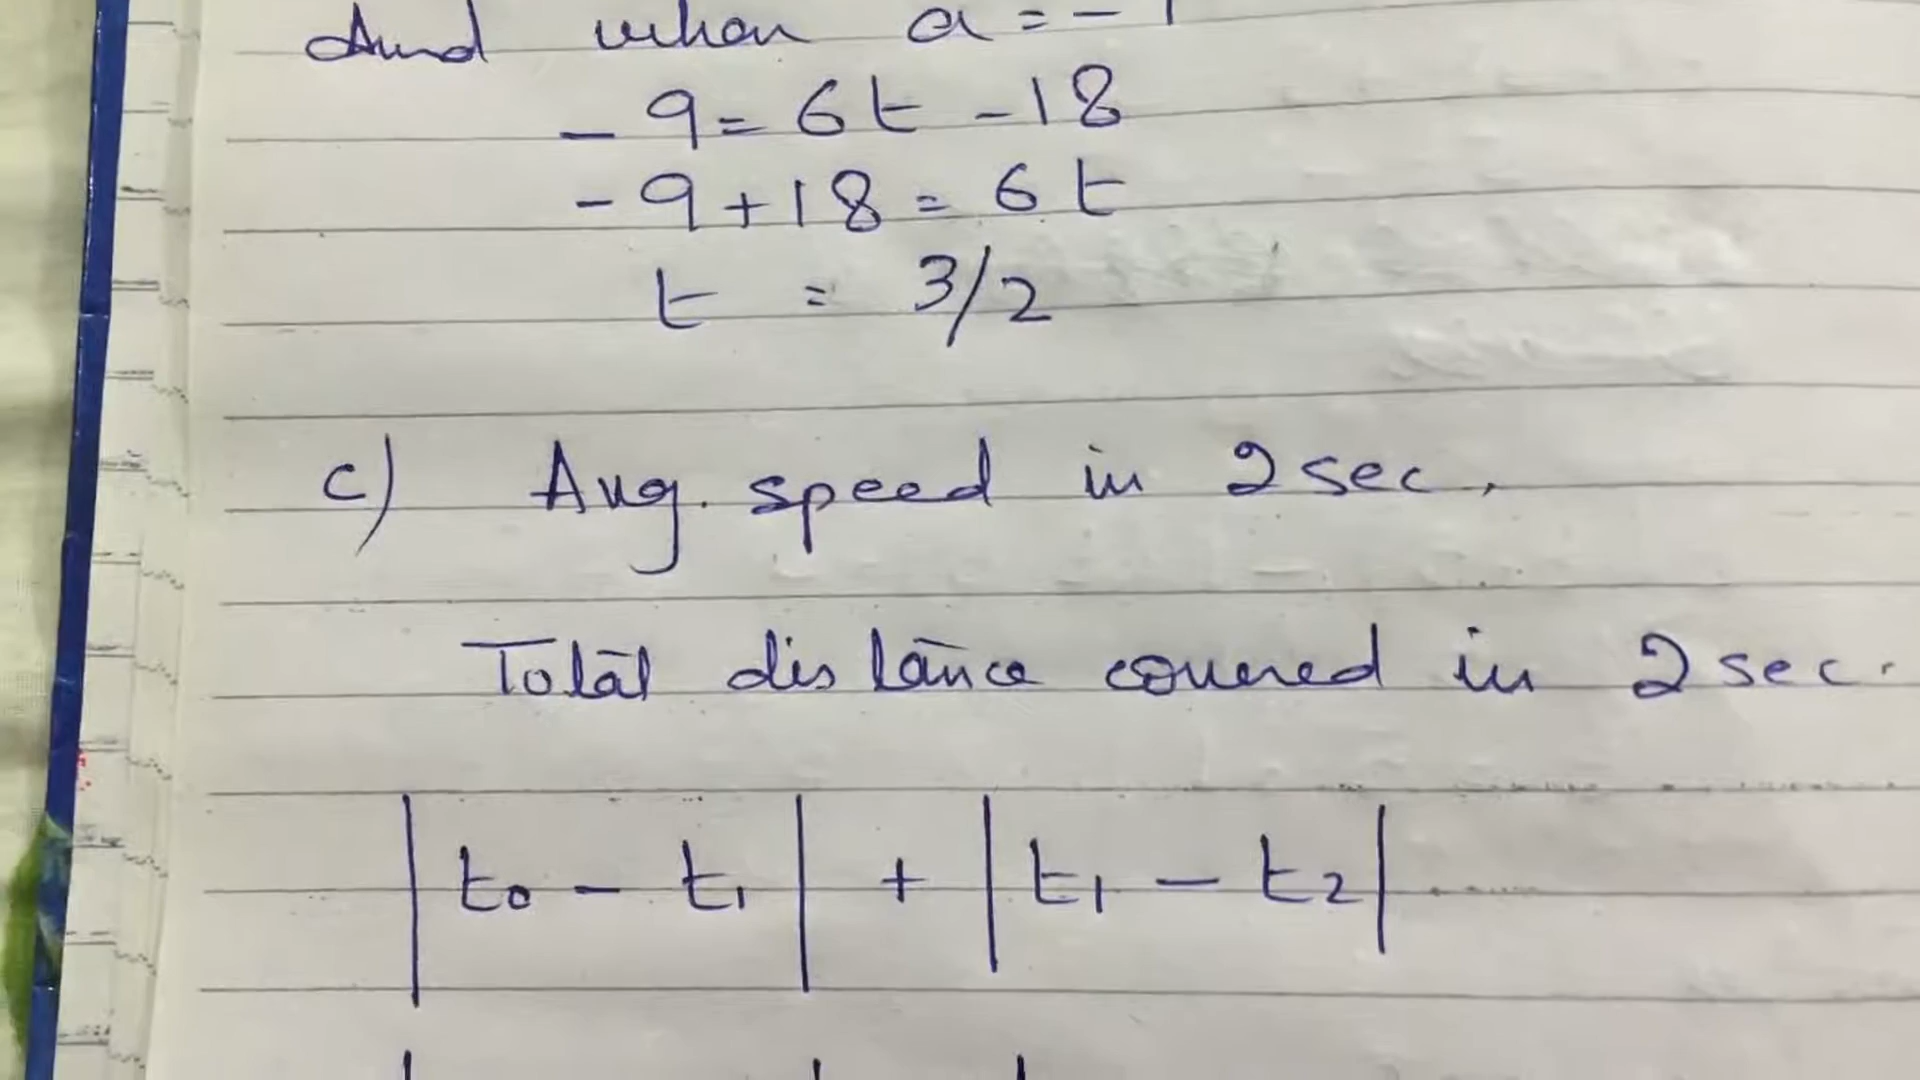 And when a = -
- 9 = 6t - 18
- 9 + 18 = 6t
t = 3/2
c) Avg. speed in 2 sec.
Total distance covered in 2 sec.
|t₀ - t₁| + |t₁ - t₂|